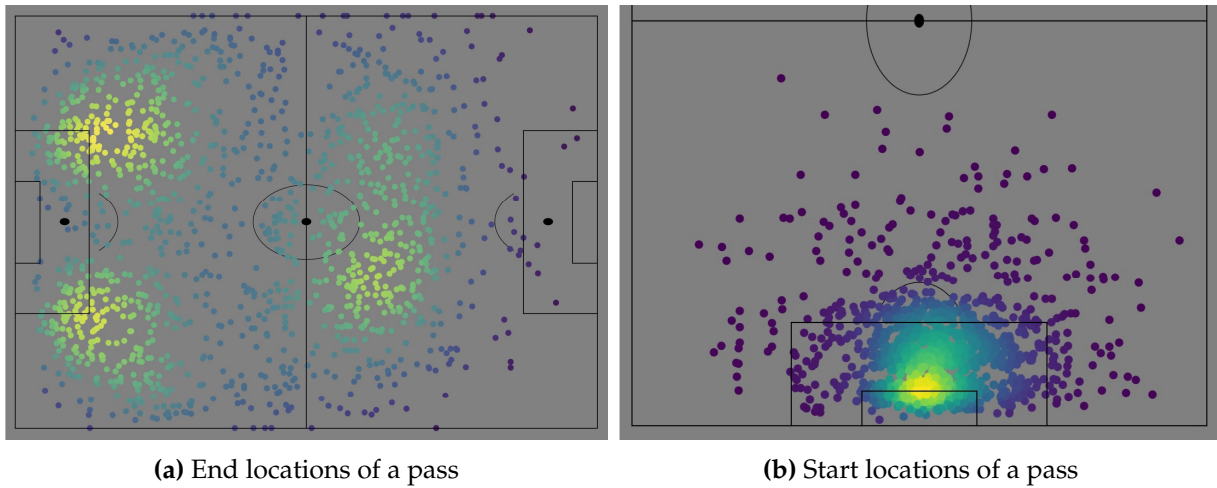 (a) End locations of a pass
(b) Start locations of a pass